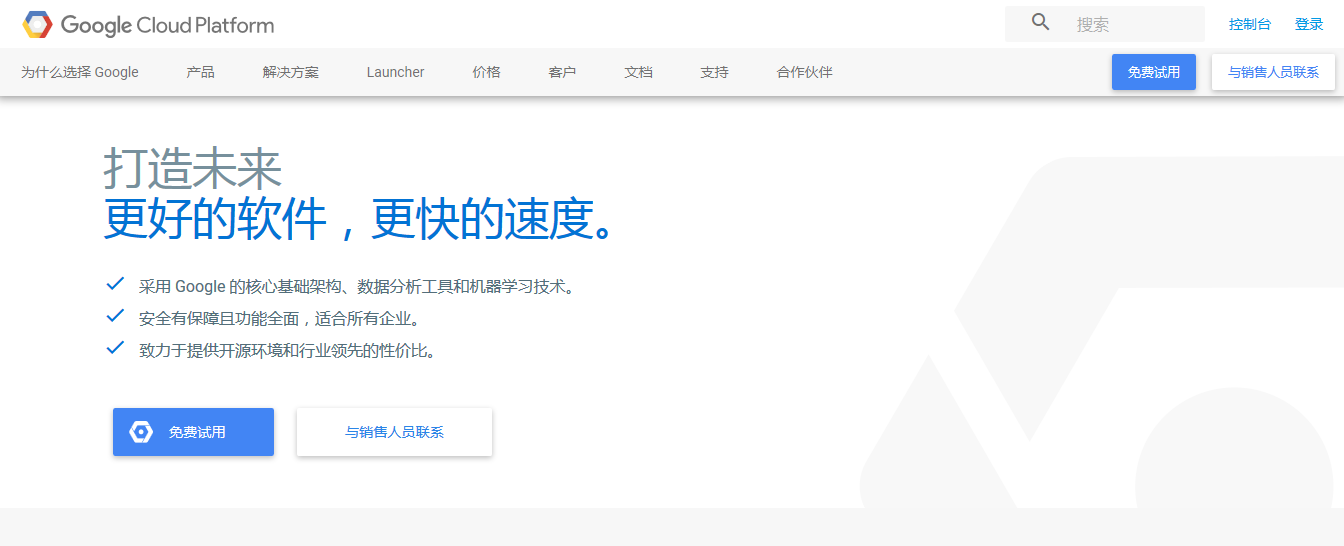 Google Cloud Platform
搜索
控制台
登录
为什么选择 Google
产品
解决方案
Launcher
价格
客户
文档
支持
合作伙伴
免费试用
与销售人员联系
打造未来
更好的软件，更快的速度。
采用 Google 的核心基础架构、数据分析工具和机器学习技术。
安全有保障且功能全面，适合所有企业。
致力于提供开源环境和行业领先的性价比。
免费试用
与销售人员联系